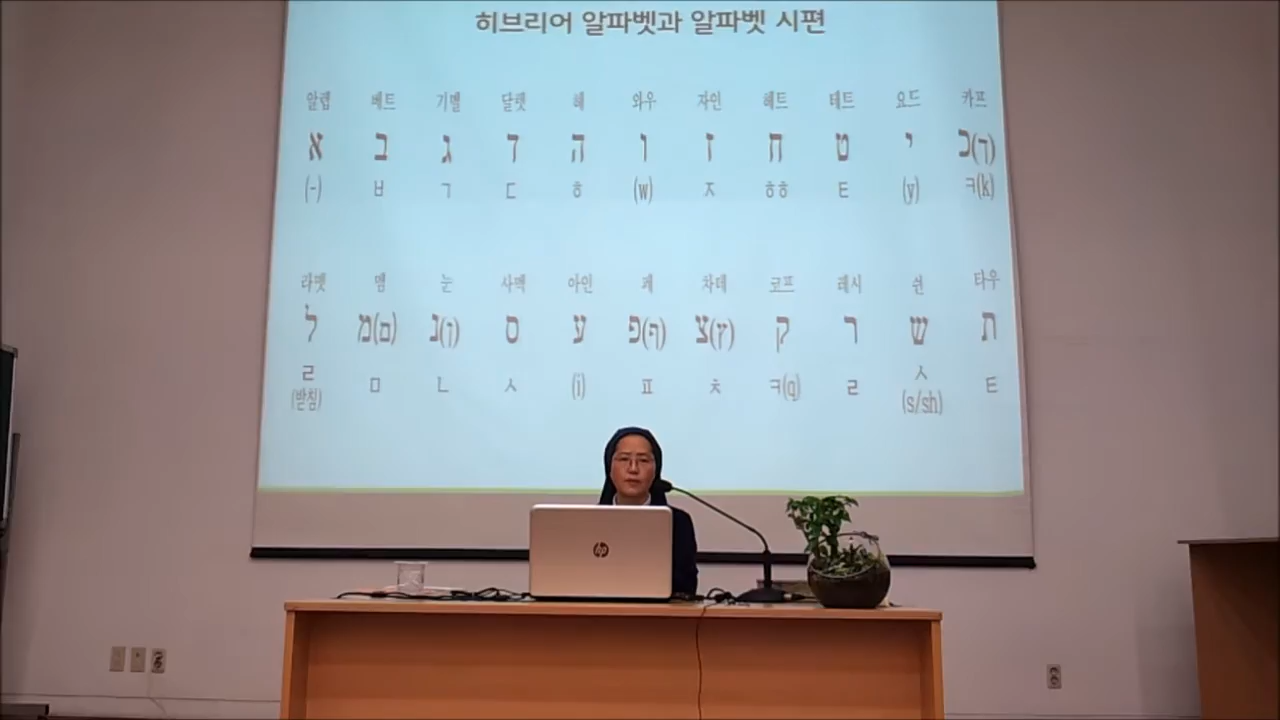 히브리어 알파벳과 알파벳 시편
알렙 베트 기멜 달렛 헤 와우 자인 헤트 테트 요드 카프
א ב ג ד ה ו ז ח ט י כ(ך)
(-) ㅂ ㄱ ㄷ ㅎ (w) ㅈ ㅎㅎ ㅌ (y) ㅋ(k)
라멧 멤 눈 사멕 아인 페 차데 코프 레시 쉰 타우
ל מ(ם) נ(ן) ס ע פ(ף) צ(ץ) ק ר ש ת
ㄹ ㅁ ㄴ ㅅ (i) ㅍ ㅊ ㅋ(q) ㄹ ㅅ ㅌ
(받침) (s/sh)
hp